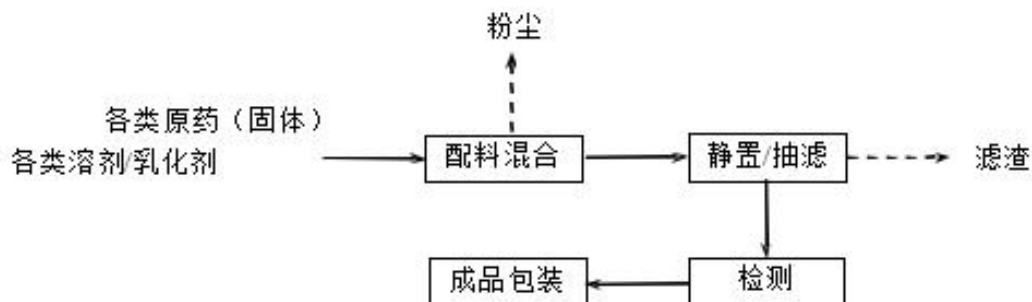 粉尘
各类原药（固体）
各类溶剂/乳化剂
配料混合
静置/抽滤
滤渣
成品包装
检测